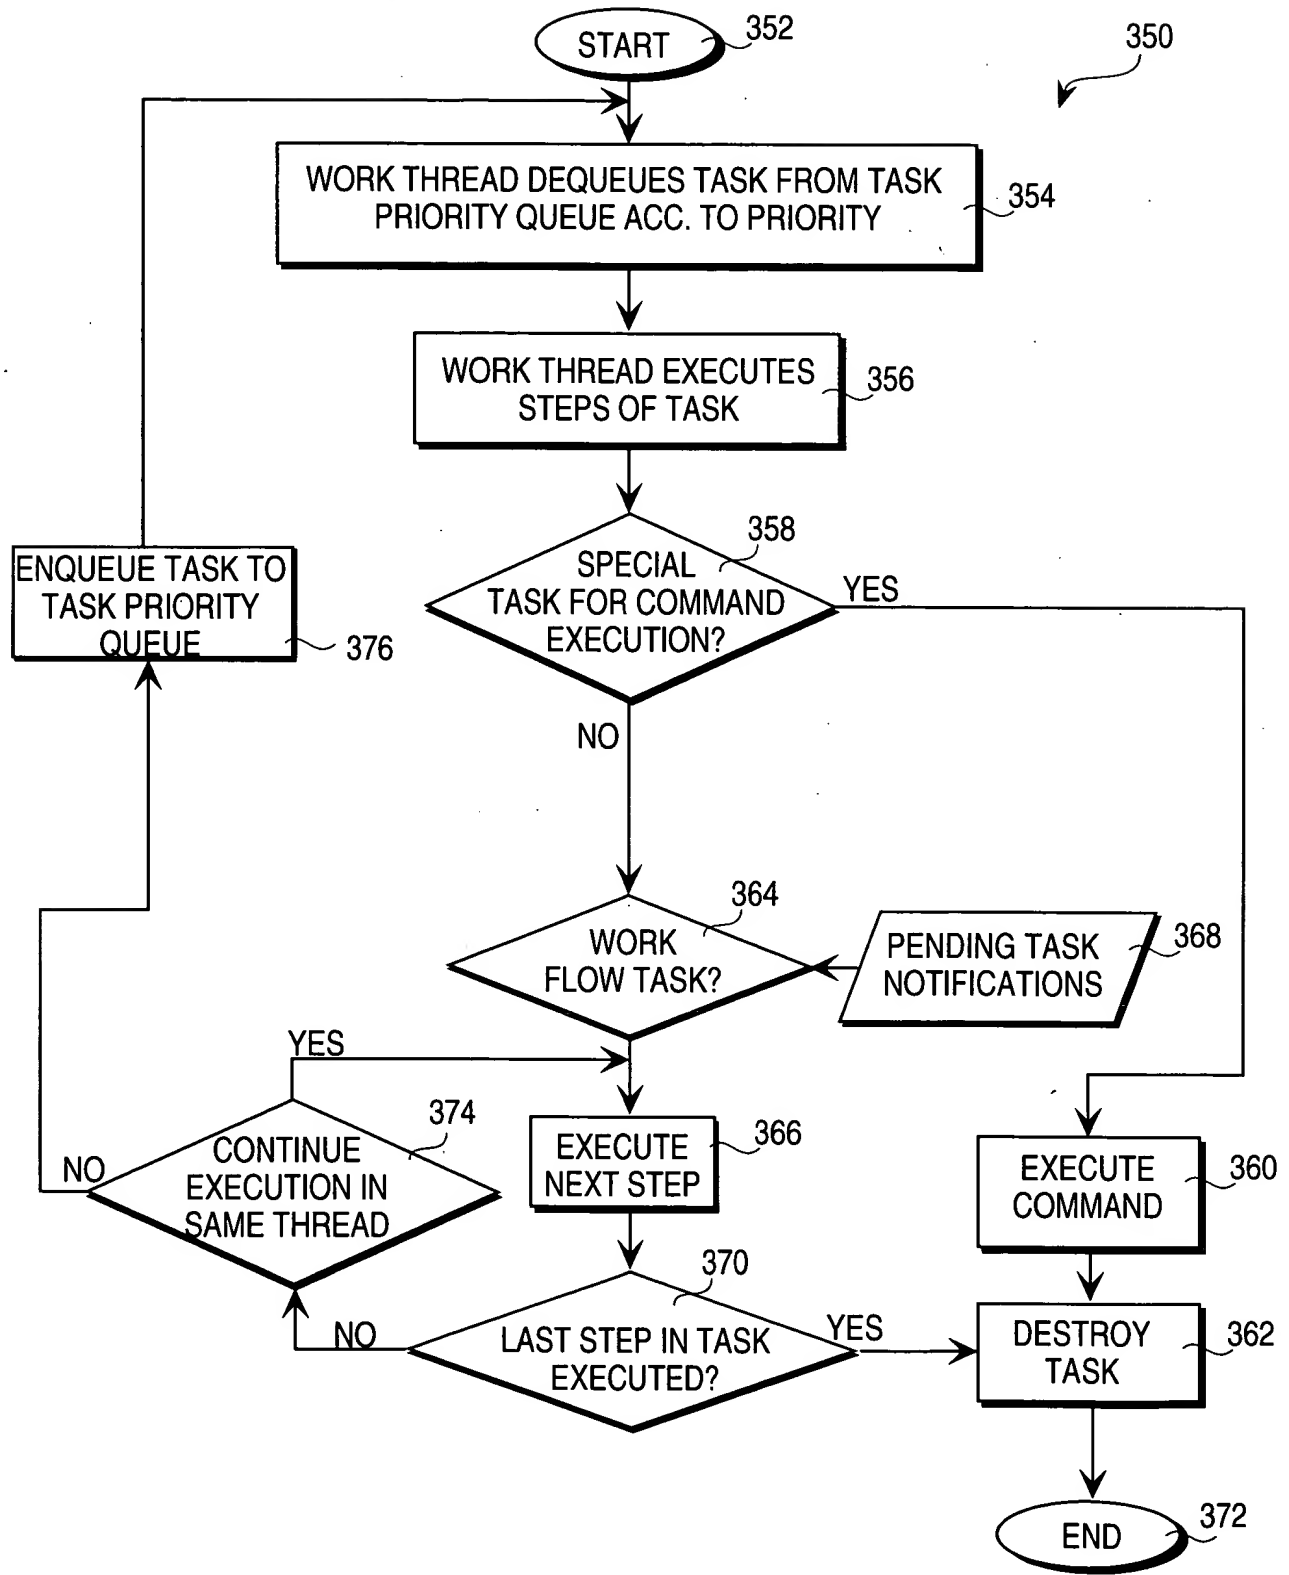 START
352
350
WORK THREAD DEQUEUES TASK FROM TASK
PRIORITY QUEUE ACC. TO PRIORITY
354
WORK THREAD EXECUTES
STEPS OF TASK
356
358
SPECIAL
TASK FOR COMMAND
EXECUTION?
YES
NO
ENQUEUE TASK TO
TASK PRIORITY
QUEUE
376
364
WORK
FLOW TASK?
PENDING TASK
NOTIFICATIONS
368
YES
374
CONTINUE
EXECUTION IN
SAME THREAD
NO
EXECUTE
NEXT STEP
366
EXECUTE
COMMAND
360
370
LAST STEP IN TASK
EXECUTED?
NO
YES
DESTROY
TASK
362
END
372